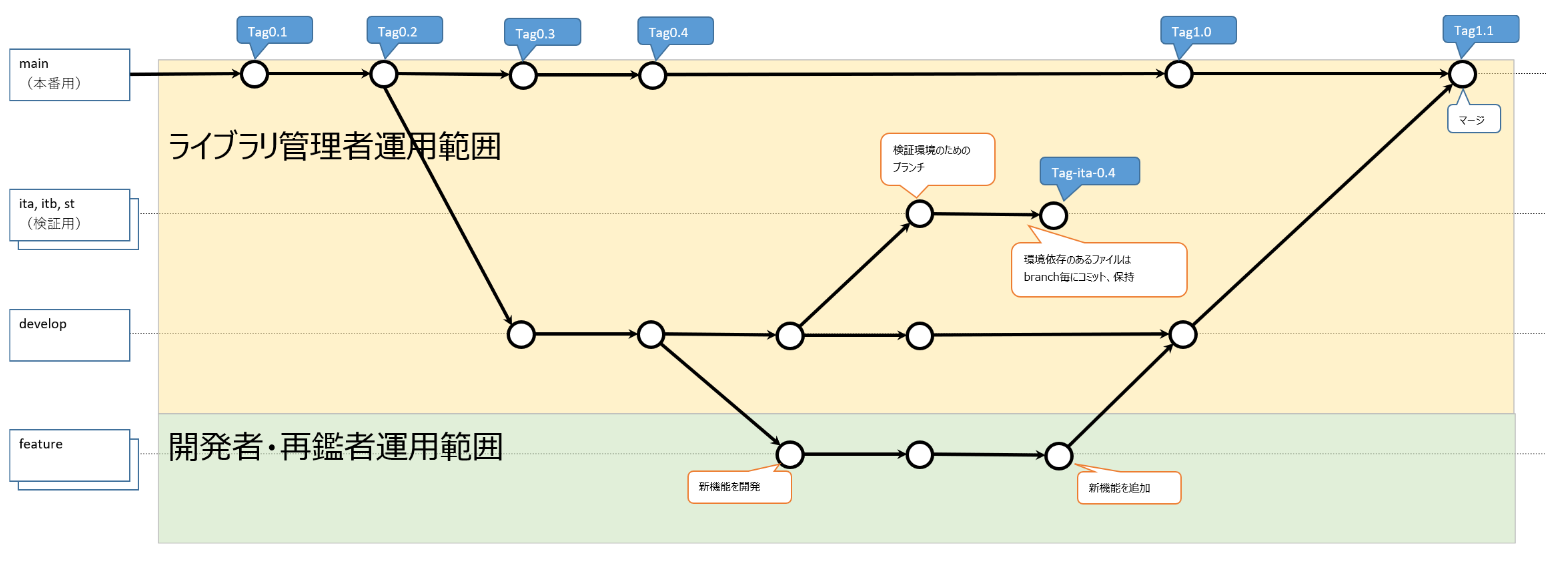 Tag0.1
Tag0.2
Tag0.3
Tag0.4
Tag1.0
Tag1.1
main
（本番用）
マージ
ライブラリ管理者運用範囲
検証環境のための
ブランチ
Tag-ita-0.4
ita, itb, st
（検証用）
環境依存のあるファイルは
branch毎にコミット、保持
develop
feature
開発者・再鑑者運用範囲
新機能を開発
新機能を追加